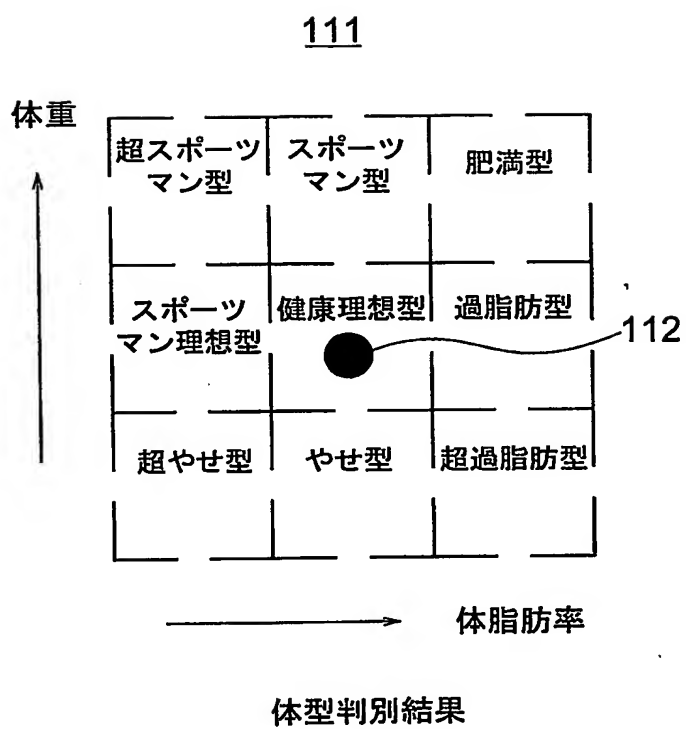 111
体重
超スポーツ
マン型
スポーツ
マン型
肥満型
スポーツ
マン理想型
健康理想型
過脂肪型
112
超やせ型
やせ型
超過脂肪型
体脂肪率
体型判別結果